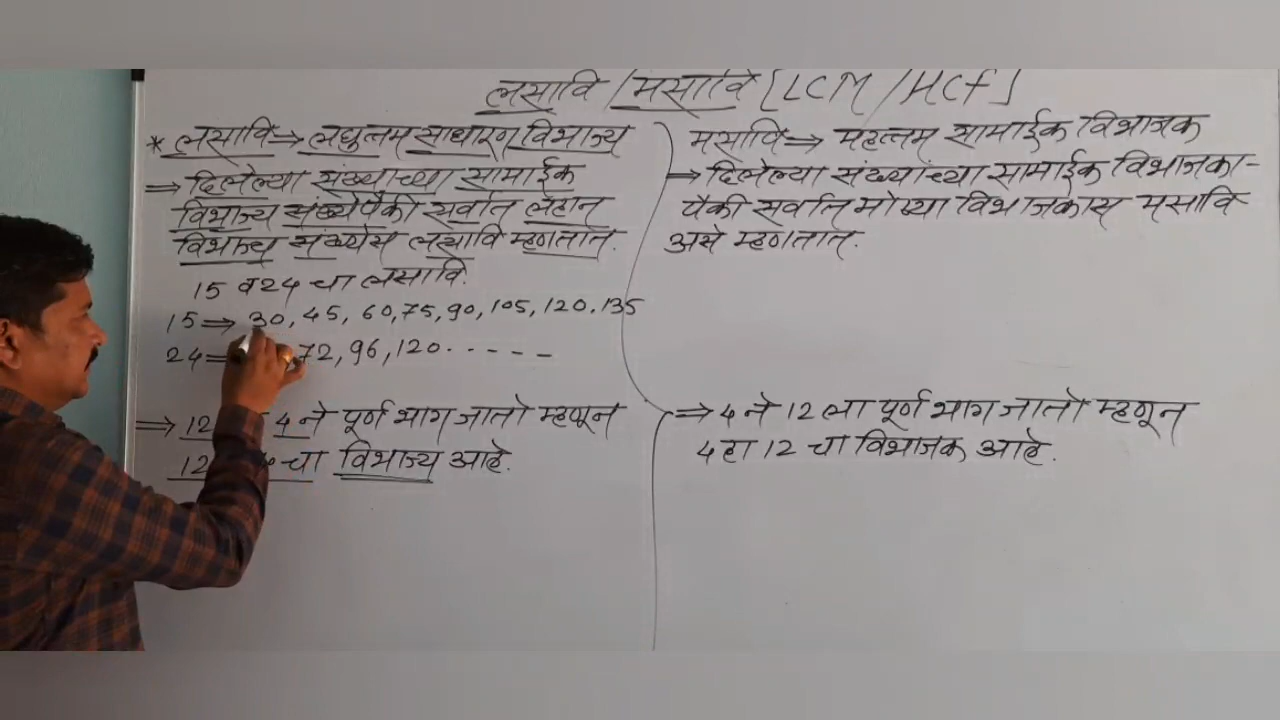 लसावि / मसावि [LCM / HCF]
* लसावि ⇒ लघुत्तम साधारण विभाज्य
⇒ दिलेल्या संख्यांच्या सामाईक
विभाज्य संख्येपैकी सर्वात लहान
विभाज्य संख्येस लसावि म्हणतात.
15 व 24 चा लसावि.
15 ⇒ 30, 45, 60, 75, 90, 105, 120, 135
24 = 72, 96, 120 . - - - - -
⇒ 12 4 ने पूर्ण भाग जातो म्हणून
12 चा विभाज्य आहे.
मसावि ⇒ महत्तम सामाईक विभाजक
⇒ दिलेल्या संख्यांच्या सामाईक विभाजका-
पैकी सर्वात मोठ्या विभाजकास मसावि
असे म्हणतात.
⇒ 4 ने 12 ला पूर्ण भाग जातो म्हणून
4 हा 12 चा विभाजक आहे.